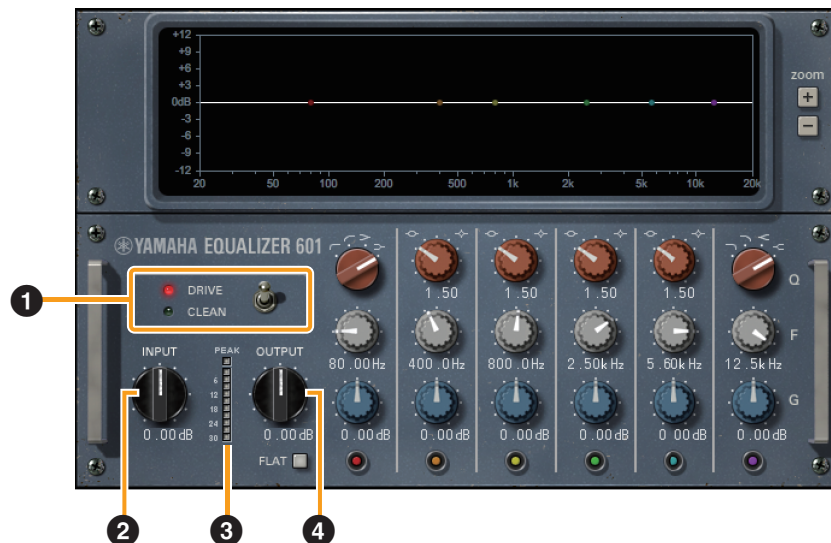 +12
+9
+6
+3
0dB
-3
-6
-9
-12
20 50 100 200 500 1k 2k 5k 10k 20k
zoom
+
−
YAMAHA EQUALIZER 601
1
DRIVE
CLEAN
INPUT PEAK OUTPUT
6
12
18
24
30
0.00dB 0.00dB
FLAT
1.50 1.50 1.50 1.50 Q
80.00Hz 400.0Hz 800.0Hz 2.50kHz 5.60kHz 12.5kHz F
0.00dB 0.00dB 0.00dB 0.00dB 0.00dB 0.00dB G
2 3 4